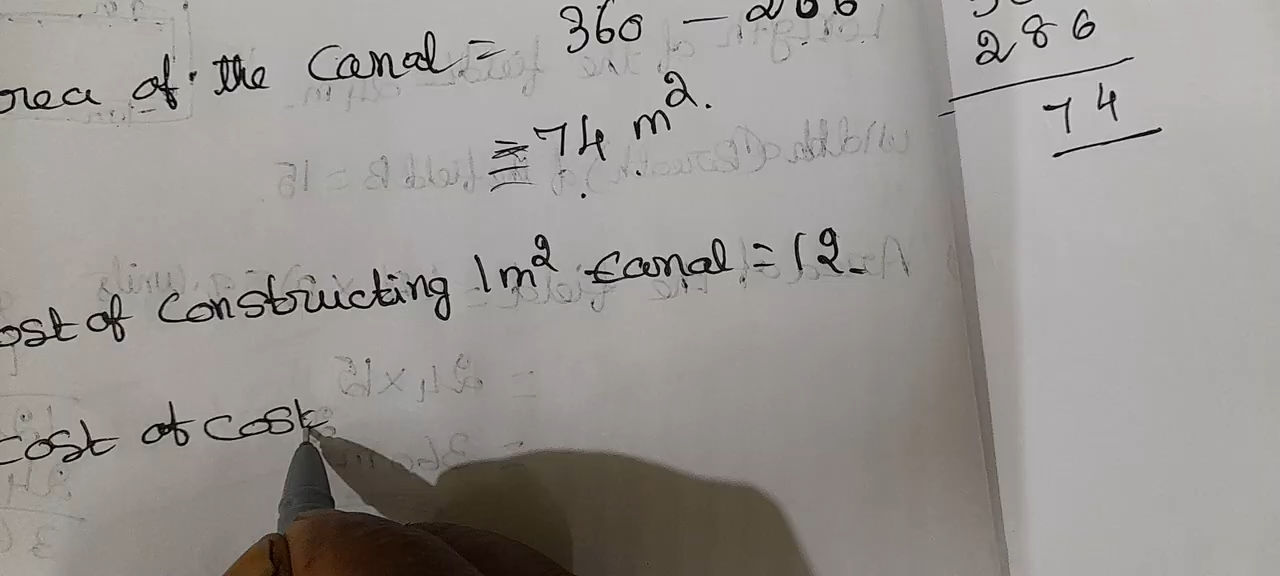 rea of the Canal = 360 - 286
= 74 m².
ost of Constructing 1m² Canal = 12.
cost of cost
286
74